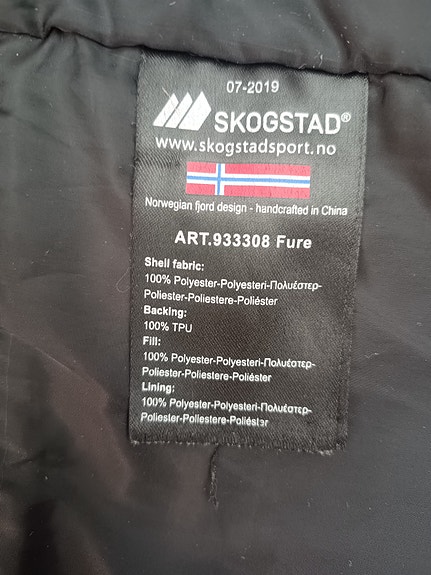 07-2019
SKOGSTAD®
www.skogstadsport.no
Norwegian fjord design - handcrafted in China
ART.933308 Fure
Shell fabric:
100% Polyester-Polyesteri-Πολυέστερ-
Poliester-Poliestere-Poliéster
Backing:
100% TPU
Fill:
100% Polyester-Polyesteri-Πολυέστερ-
Poliester-Poliestere-Poliéster
Lining:
100% Polyester-Polyesteri-Πολυέστερ-
Poliester-Poliestere-Poliéster